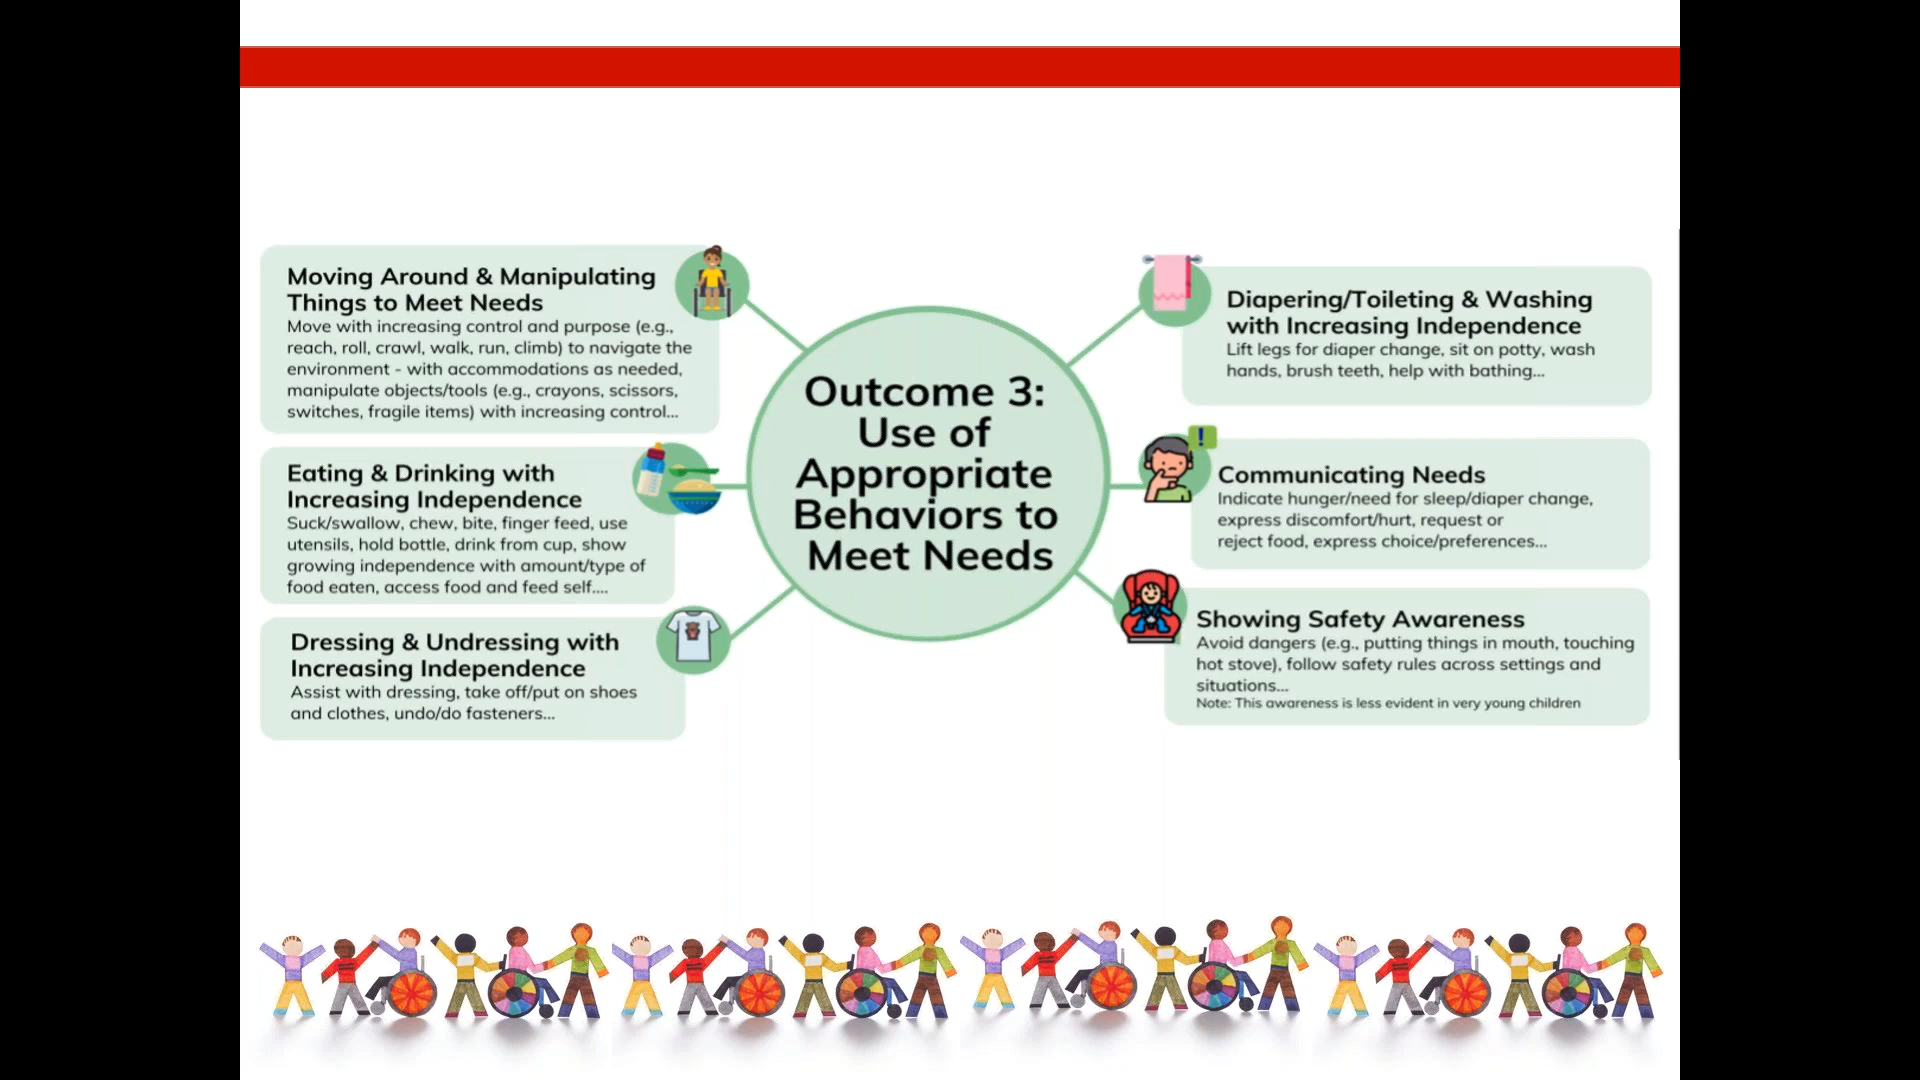 Moving Around & Manipulating
Things to Meet Needs
Move with increasing control and purpose (e.g.,
reach, roll, crawl, walk, run, climb) to navigate the
environment - with accommodations as needed,
manipulate objects/tools (e.g., crayons, scissors,
switches, fragile items) with increasing control...
Eating & Drinking with
Increasing Independence
Suck/swallow, chew, bite, finger feed, use
utensils, hold bottle, drink from cup, show
growing independence with amount/type of
food eaten, access food and feed self....
Dressing & Undressing with
Increasing Independence
Assist with dressing, take off/put on shoes
and clothes, undo/do fasteners...
Outcome 3:
Use of
Appropriate
Behaviors to
Meet Needs
Diapering/Toileting & Washing
with Increasing Independence
Lift legs for diaper change, sit on potty, wash
hands, brush teeth, help with bathing...
!
Communicating Needs
Indicate hunger/need for sleep/diaper change,
express discomfort/hurt, request or
reject food, express choice/preferences...
Showing Safety Awareness
Avoid dangers (e.g., putting things in mouth, touching
hot stove), follow safety rules across settings and
situations...
Note: This awareness is less evident in very young children